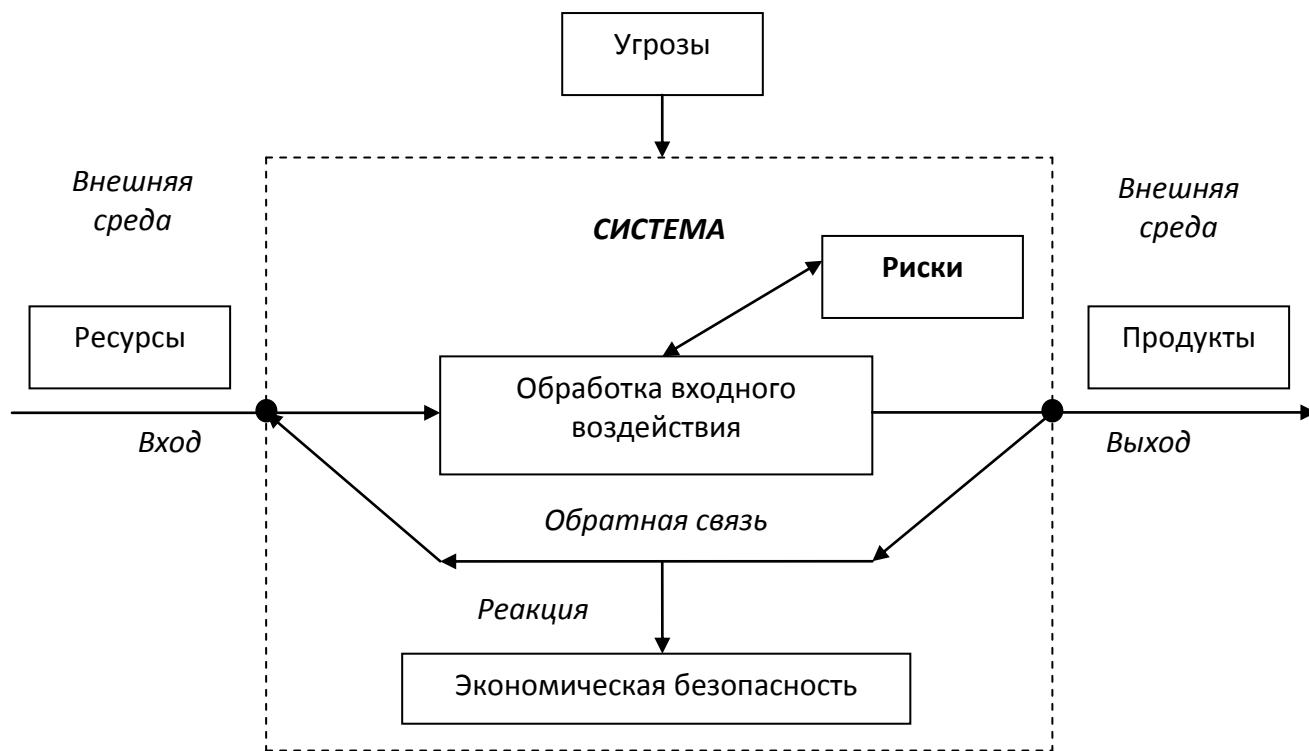 Угрозы
Внешняя
среда
Внешняя
среда
СИСТЕМА
Риски
Ресурсы
Продукты
Обработка входного
воздействия
Вход
Выход
Обратная связь
Реакция
Экономическая безопасность